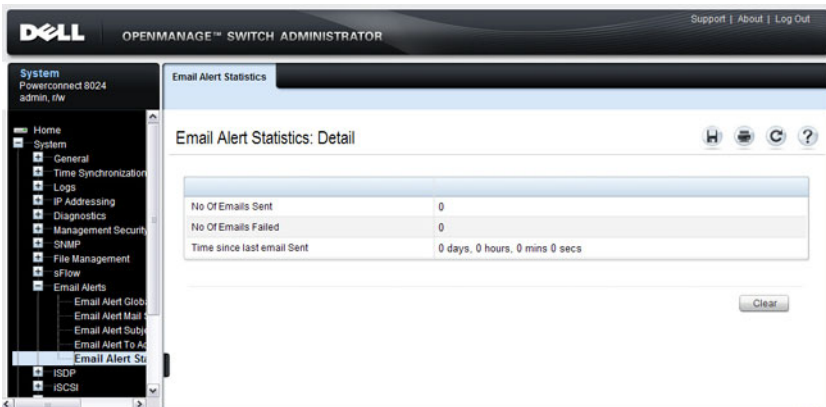 Support | About | Log Out
DELL OPENMANAGE™ SWITCH ADMINISTRATOR
System
Powerconnect 8024
admin, r/w
Email Alert Statistics
Home
System
General
Time Synchronization
Logs
IP Addressing
Diagnostics
Management Security
SNMP
File Management
sFlow
Email Alerts
Email Alert Globa
Email Alert Mail S
Email Alert Subje
Email Alert To Ad
Email Alert Sta
ISDP
iSCSI
Email Alert Statistics: Detail
No Of Emails Sent 0
No Of Emails Failed 0
Time since last email Sent 0 days, 0 hours, 0 mins 0 secs
Clear